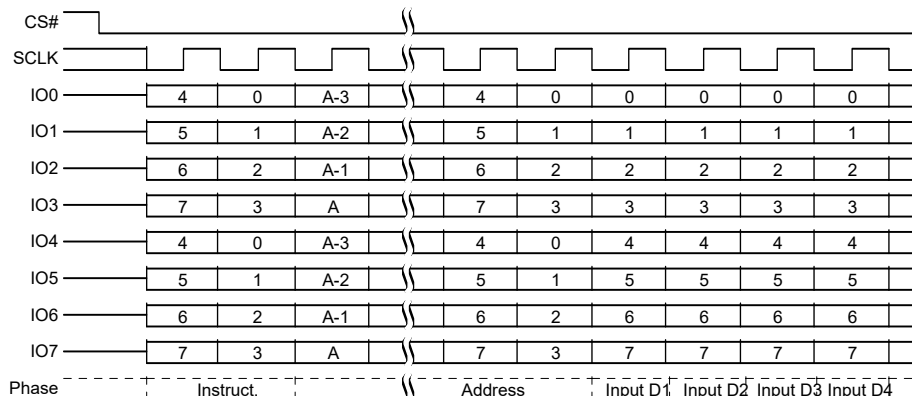 CS#
SCLK
IO0 4 0 A-3 4 0 0 0 0 0
IO1 5 1 A-2 5 1 1 1 1 1
IO2 6 2 A-1 6 2 2 2 2 2
IO3 7 3 A 7 3 3 3 3 3
IO4 4 0 A-3 4 0 4 4 4 4
IO5 5 1 A-2 5 1 5 5 5 5
IO6 6 2 A-1 6 2 6 6 6 6
IO7 7 3 A 7 3 7 7 7 7
Phase Instruct. Address Input D1 Input D2 Input D3 Input D4